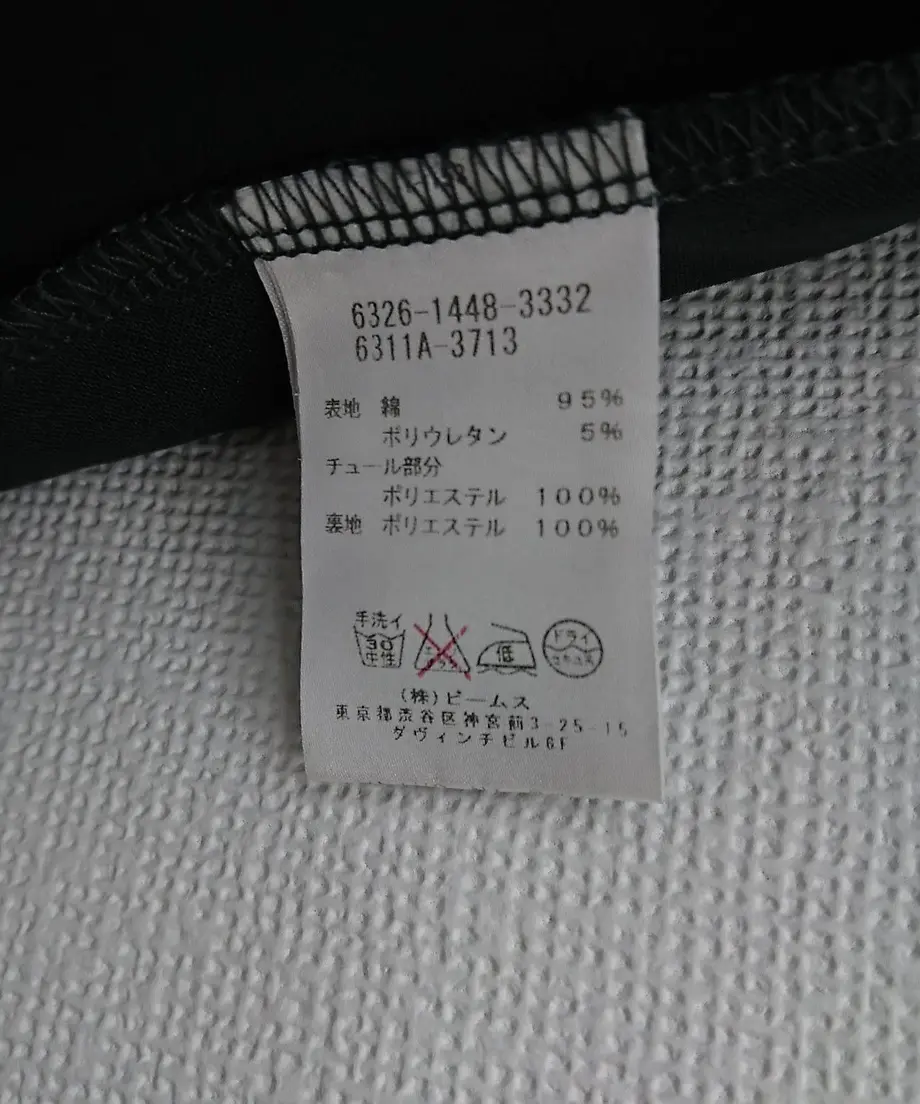 6326-1448-3332
6311A-3713
表地 綿 95%
ポリウレタン 5%
チュール部分
ポリエステル 100%
裏地 ポリエステル 100%
手洗イ
30
中性
低
ドライ
(株)ビームス
東京都渋谷区神宮前3-25-15
ダヴィンチビル6F